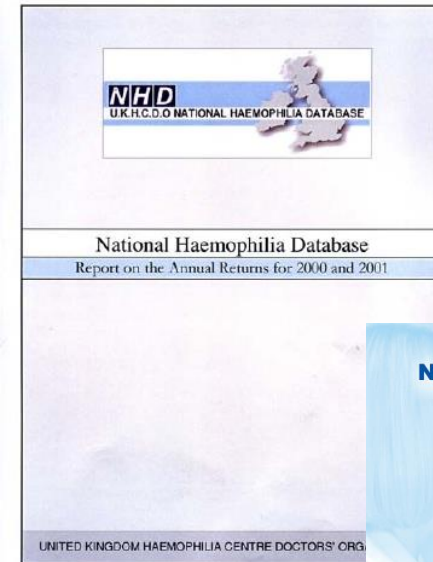 NHD
U.K.H.C.D.O NATIONAL HAEMOPHILIA DATABASE
National Haemophilia Database
Report on the Annual Returns for 2000 and 2001
N
UNITED KINGDOM HAEMOPHILIA CENTRE DOCTORS' ORG